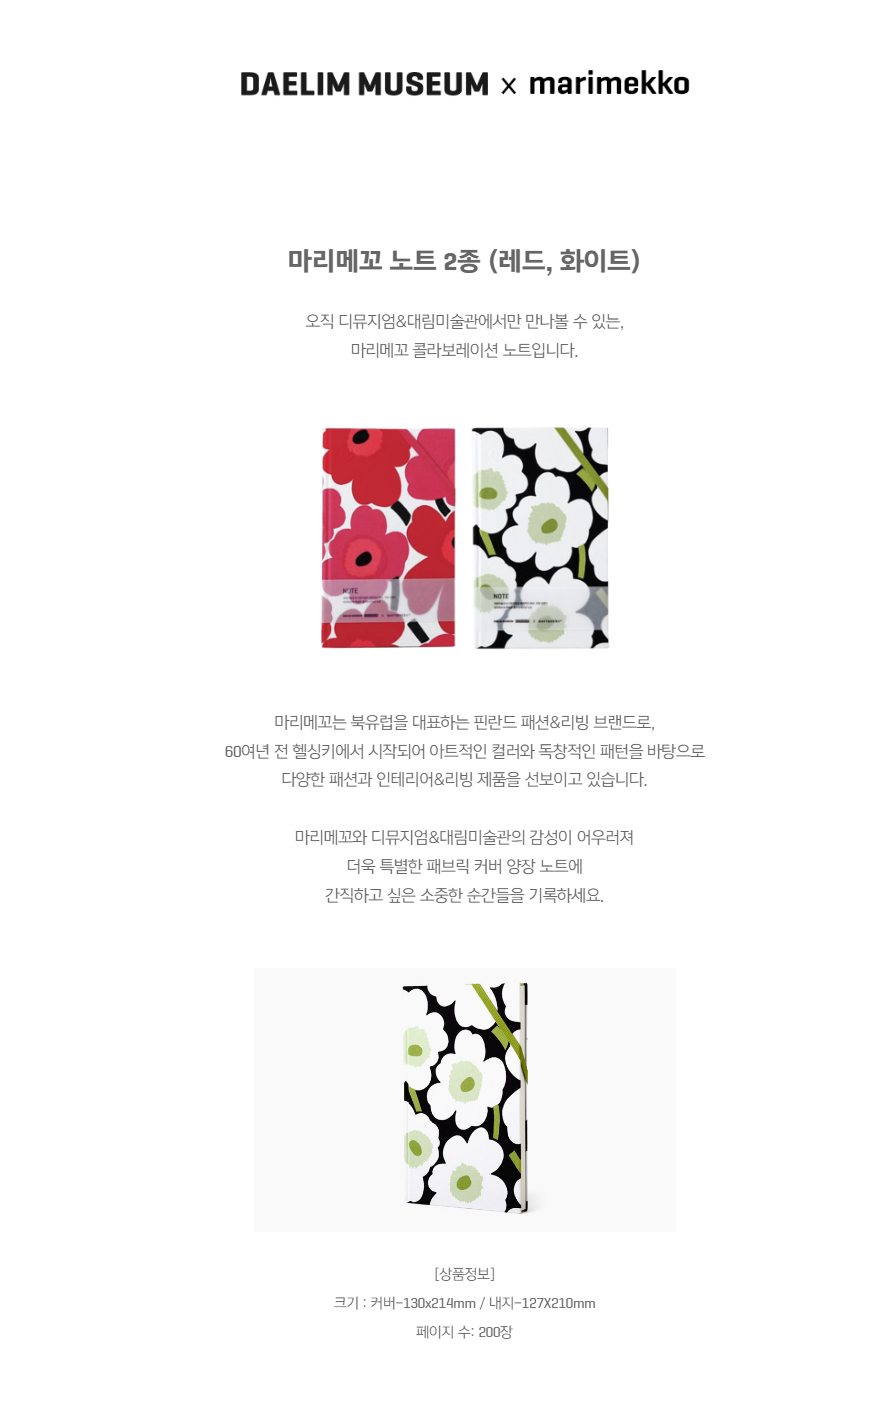 DAELIM MUSEUM x marimekko
마리메꼬 노트 2종 (레드, 화이트)
오직 디뮤지엄&대림미술관에서만 만나볼 수 있는,
마리메꼬 콜라보레이션 노트입니다.
NOTE
NOTE
마리메꼬는 북유럽을 대표하는 핀란드 패션&리빙 브랜드로,
60여년 전 헬싱키에서 시작되어 아트적인 컬러와 독창적인 패턴을 바탕으로
다양한 패션과 인테리어&리빙 제품을 선보이고 있습니다.
마리메꼬와 디뮤지엄&대림미술관의 감성이 어우러져
더욱 특별한 패브릭 커버 양장 노트에
간직하고 싶은 소중한 순간들을 기록하세요.
[상품정보]
크기 : 커버-130x214mm / 내지-127X210mm
페이지 수: 200장